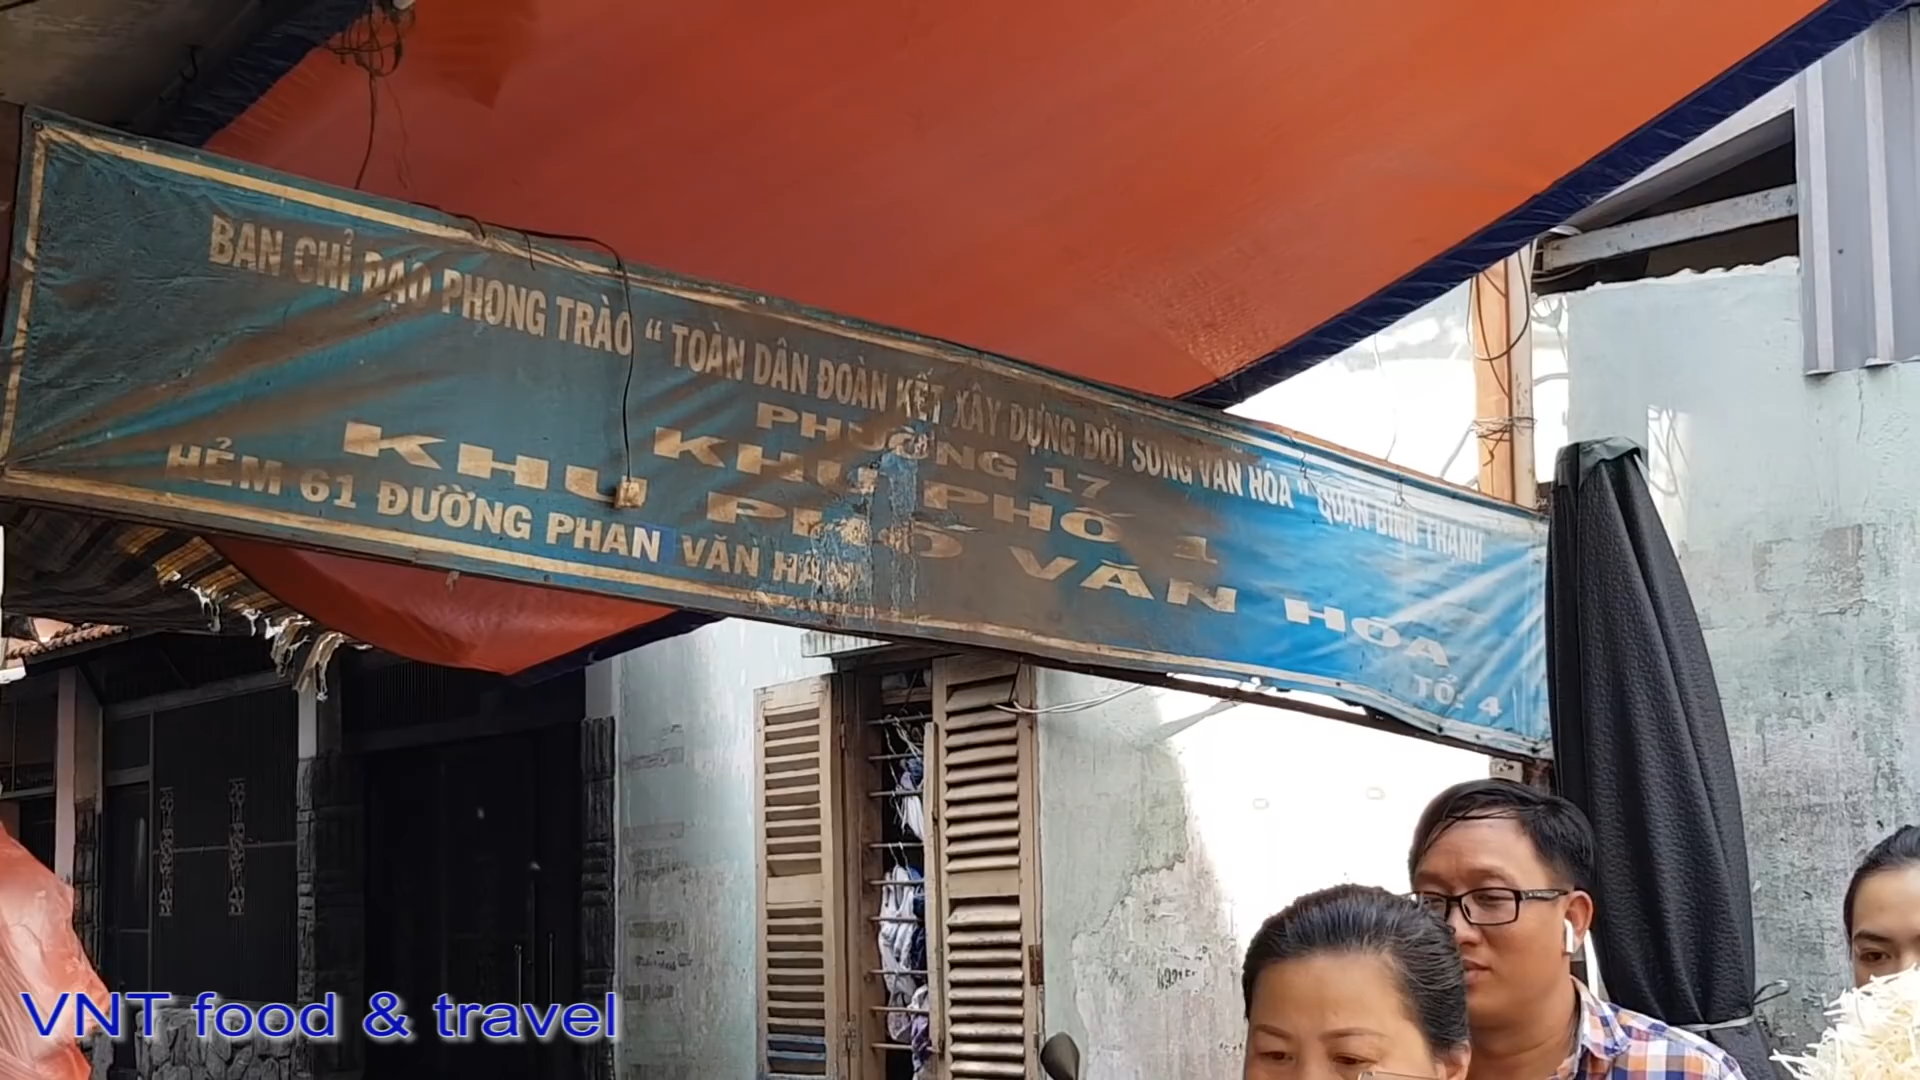 BAN CHỈ ĐẠO PHONG TRÀO “ TOÀN DÂN ĐOÀN KẾT XÂY DỰNG ĐỜI SỐNG VĂN HÓA ” QUẬN BÌNH THẠNH
PHƯỜNG 17
KHU PHỐ 1
KHU PHỐ VĂN HÓA
HẺM 61 ĐƯỜNG PHAN VĂN HÂN
TỔ 4
VNT food & travel